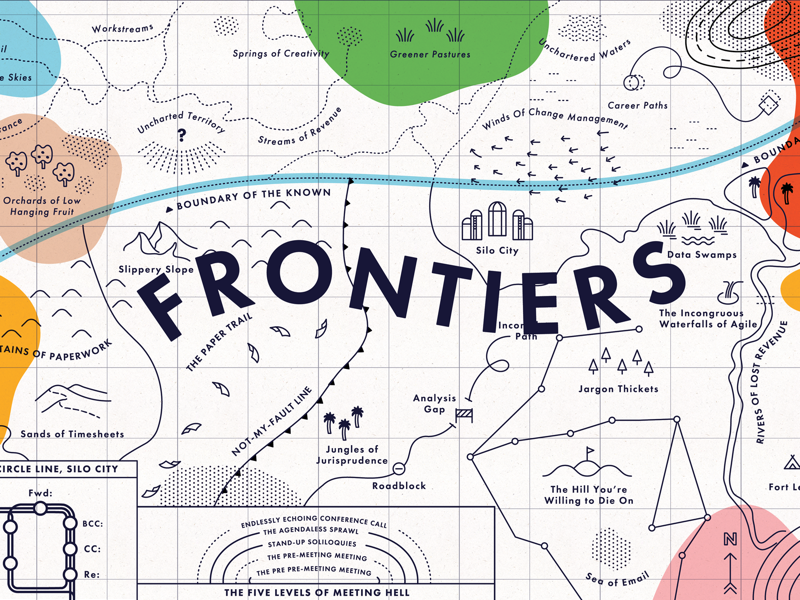 Workstreams
Springs of Creativity
Greener Pastures
Unchartered Waters
Career Paths
Skies
Uncharted Territory
?
Streams of Revenue
Winds Of Change Management
Orchards of Low
Hanging Fruit
BOUNDARY OF THE KNOWN
Silo City
Data Swamps
Slippery Slope
FRONTIERS
The Incongruous
Waterfalls of Agile
THE PAPER TRAIL
Path
OF PAPERWORK
Jargon Thickets
RIVERS OF LOST REVENUE
Analysis
Gap
NOT-MY-FAULT LINE
Sands of Timesheets
Jungles of
Jurisprudence
Roadblock
The Hill You're
Willing to Die On
CIRCLE LINE, SILO CITY
Fwd:
BCC:
CC:
Re:
ENDLESSLY ECHOING CONFERENCE CALL
THE AGENDALESS SPRAWL
STAND-UP SOLILOQUIES
THE PRE-MEETING MEETING
THE PRE PRE-MEETING MEETING
THE FIVE LEVELS OF MEETING HELL
Fort
N
Sea of Email